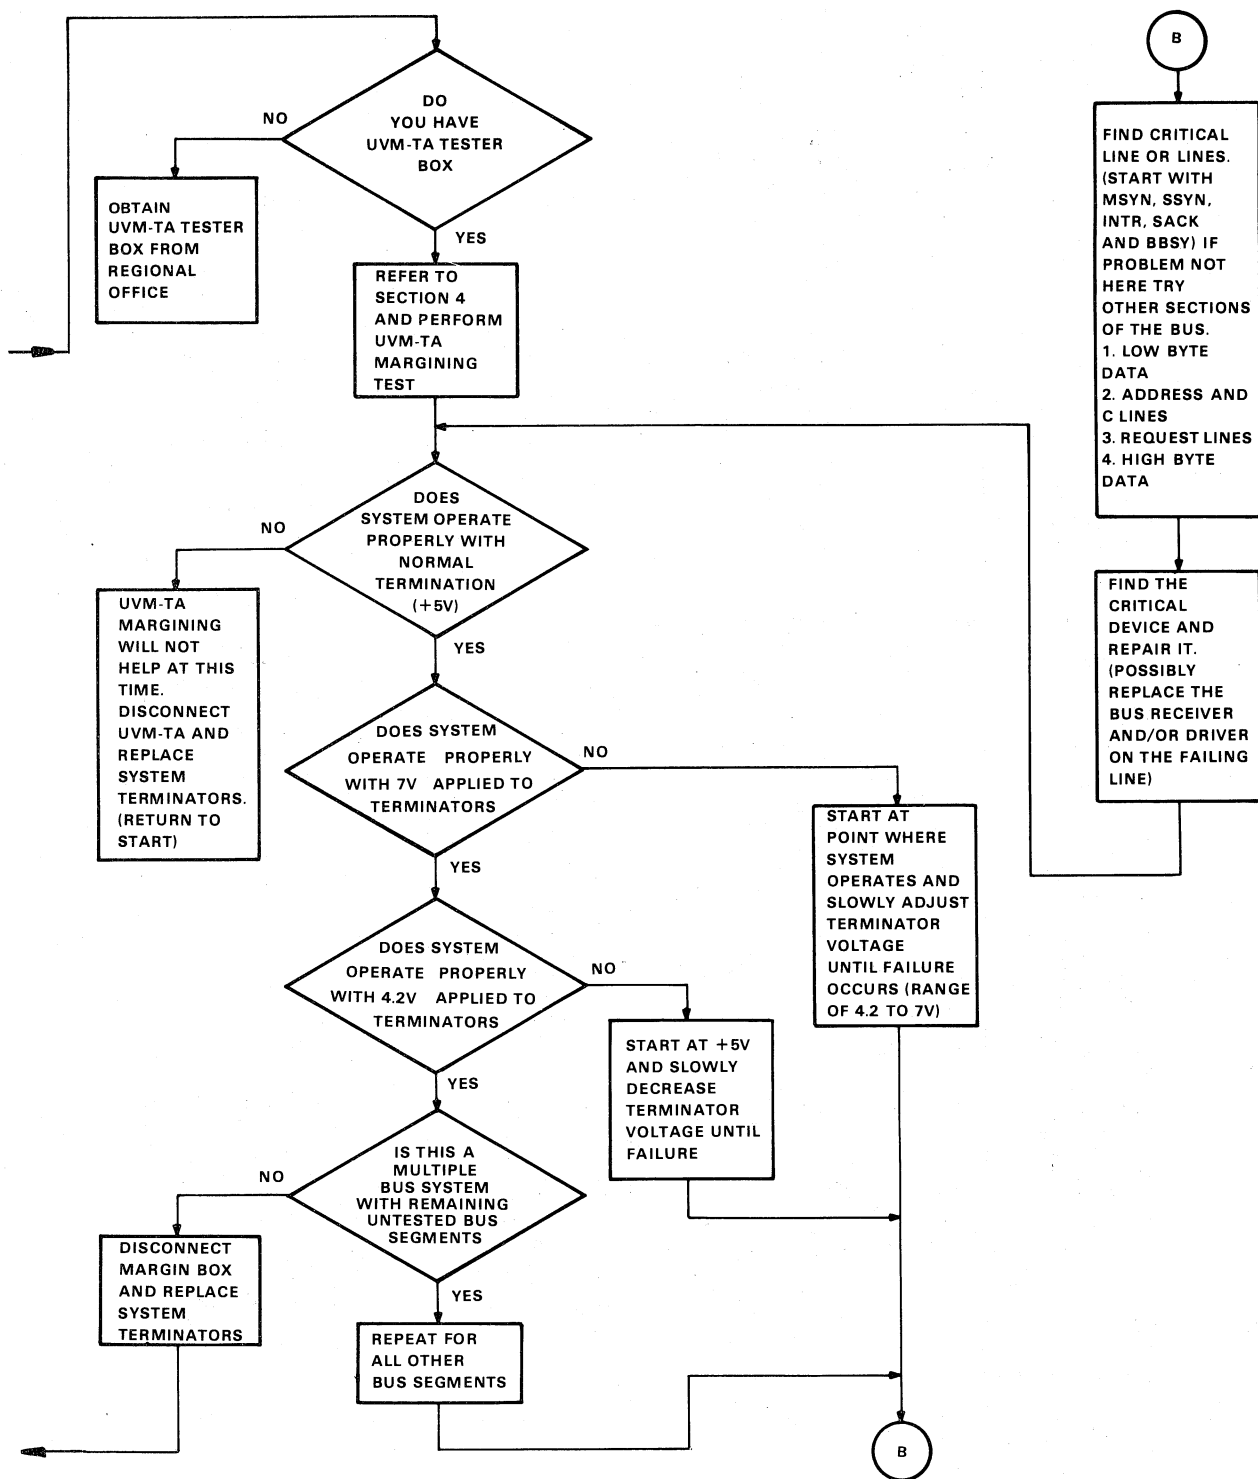 DO
YOU HAVE
UVM-TA TESTER
BOX
NO
YES
OBTAIN
UVM-TA TESTER
BOX FROM
REGIONAL
OFFICE
REFER TO
SECTION 4
AND PERFORM
UVM-TA
MARGINING
TEST
DOES
SYSTEM OPERATE
PROPERLY WITH
NORMAL
TERMINATION
(+5V)
NO
YES
UVM-TA
MARGINING
WILL NOT
HELP AT THIS
TIME.
DISCONNECT
UVM-TA AND
REPLACE
SYSTEM
TERMINATORS.
(RETURN TO
START)
DOES SYSTEM
OPERATE PROPERLY
WITH 7V APPLIED TO
TERMINATORS
NO
YES
START AT
POINT WHERE
SYSTEM
OPERATES AND
SLOWLY ADJUST
TERMINATOR
VOLTAGE
UNTIL FAILURE
OCCURS (RANGE
OF 4.2 TO 7V)
DOES SYSTEM
OPERATE PROPERLY
WITH 4.2V APPLIED TO
TERMINATORS
NO
YES
START AT +5V
AND SLOWLY
DECREASE
TERMINATOR
VOLTAGE UNTIL
FAILURE
IS THIS A
MULTIPLE
BUS SYSTEM
WITH REMAINING
UNTESTED BUS
SEGMENTS
NO
YES
DISCONNECT
MARGIN BOX
AND REPLACE
SYSTEM
TERMINATORS
REPEAT FOR
ALL OTHER
BUS SEGMENTS
B
B
FIND CRITICAL
LINE OR LINES.
(START WITH
MSYN, SSYN,
INTR, SACK
AND BBSY) IF
PROBLEM NOT
HERE TRY
OTHER SECTIONS
OF THE BUS.
1. LOW BYTE
DATA
2. ADDRESS AND
C LINES
3. REQUEST LINES
4. HIGH BYTE
DATA
FIND THE
CRITICAL
DEVICE AND
REPAIR IT.
(POSSIBLY
REPLACE THE
BUS RECEIVER
AND/OR DRIVER
ON THE FAILING
LINE)